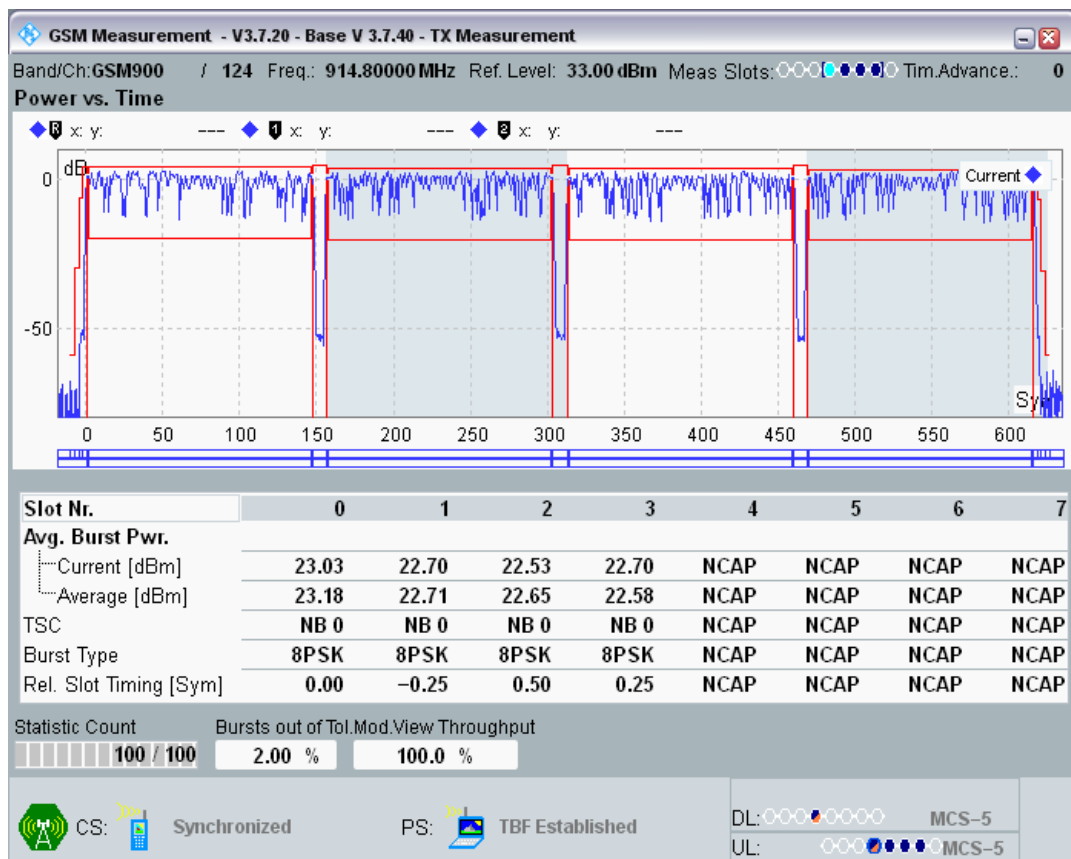 GSM Measurement - V3.7.20 - Base V 3.7.40 - TX Measurement
Band/Ch:GSM900 / 124 Freq.: 914.80000 MHz Ref. Level: 33.00 dBm Meas Slots: Tim.Advance.: 0
Power vs. Time
R x: y: --- 1 x: y: --- 2 x: y: ---
dB
0
Current
-50
0 50 100 150 200 250 300 350 400 450 500 550 600
Slot Nr. 0 1 2 3 4 5 6 7
Avg. Burst Pwr.
Current [dBm] 23.03 22.70 22.53 22.70 NCAP NCAP NCAP NCAP
Average [dBm] 23.18 22.71 22.65 22.58 NCAP NCAP NCAP NCAP
TSC NB 0 NB 0 NB 0 NB 0 NCAP NCAP NCAP NCAP
Burst Type 8PSK 8PSK 8PSK 8PSK NCAP NCAP NCAP NCAP
Rel. Slot Timing [Sym] 0.00 −0.25 0.50 0.25 NCAP NCAP NCAP NCAP
Statistic Count Bursts out of Tol.Mod.View Throughput
100 / 100 2.00 % 100.0 %
CS: Synchronized PS: TBF Established
DL: MCS−5
UL: MCS−5